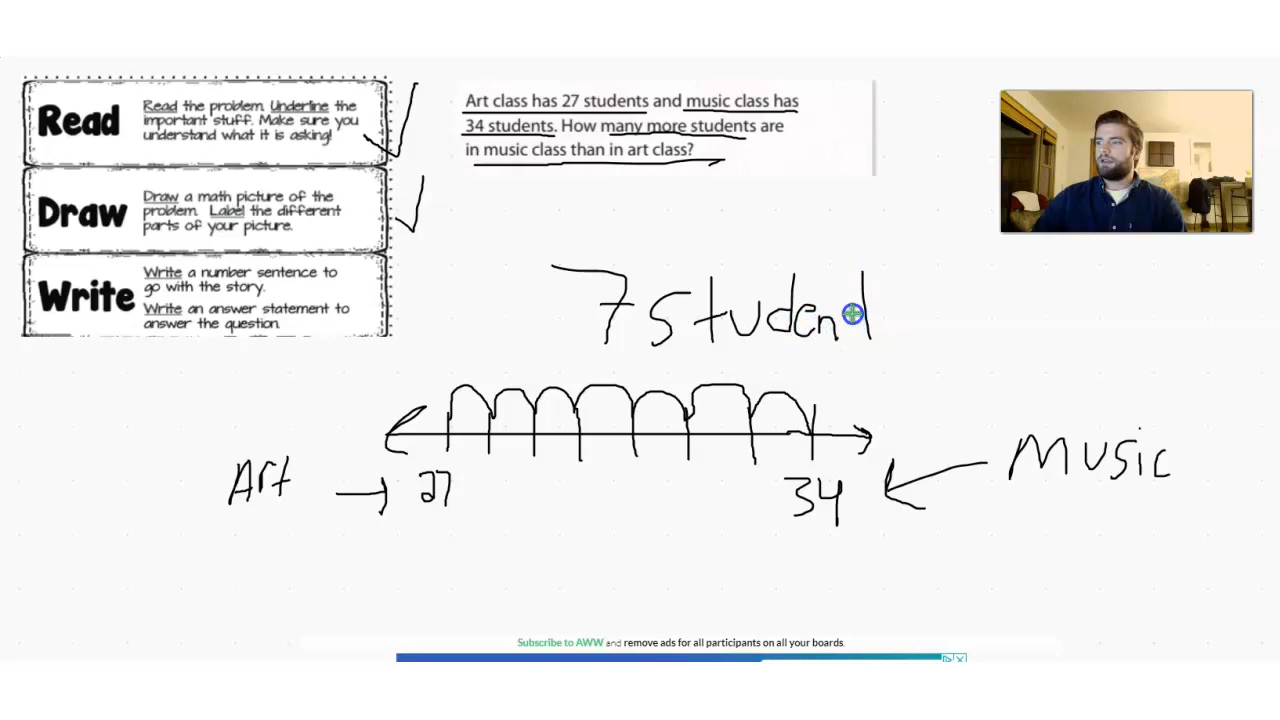 Read
Read the problem. Underline the
important stuff. Make sure you
understand what it is asking!
Draw
Draw a math picture of the
problem. Label the different
parts of your picture.
Write
Write a number sentence to
go with the story.
Write an answer statement to
answer the question.
Art class has 27 students and music class has
34 students. How many more students are
in music class than in art class?
7 student
Art
27
34
Music
Subscribe to AWW and remove ads for all participants on all your boards.